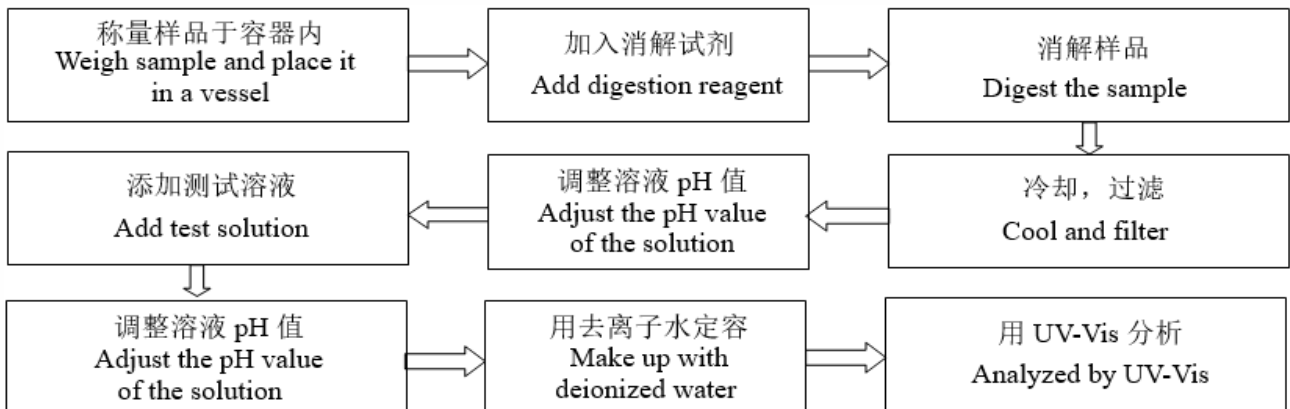 称量样品于容器内
Weigh sample and place it
in a vessel
加入消解试剂
Add digestion reagent
消解样品
Digest the sample
冷却，过滤
Cool and filter
调整溶液 pH 值
Adjust the pH value
of the solution
添加测试溶液
Add test solution
调整溶液 pH 值
Adjust the pH value
of the solution
用去离子水定容
Make up with
deionized water
用 UV-Vis 分析
Analyzed by UV-Vis